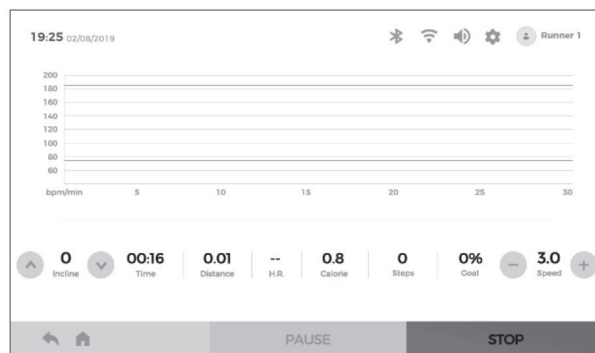 19:25 02/08/2019 Runner 1
200
180
160
140
120
100
80
60
bpm/min 5 10 15 20 25 30
0 00:16 0.01 -- 0.8 0 0% 3.0
Incline Time Distance H.R. Calorie Steps Goal Speed
PAUSE STOP